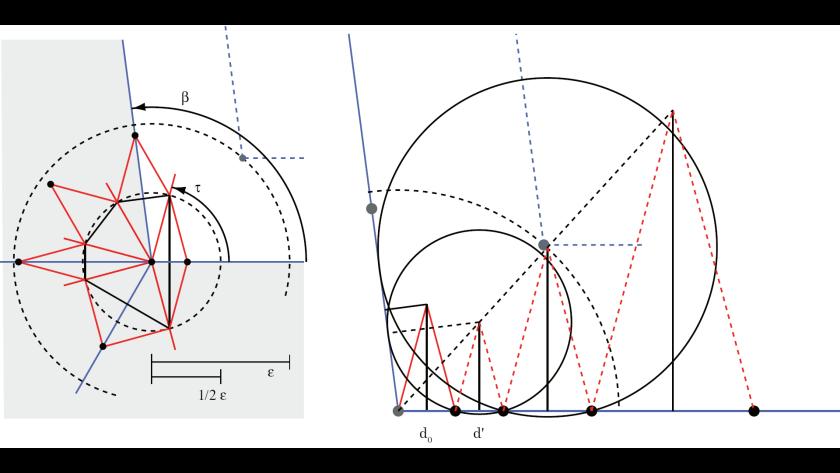 β
τ
ε
1/2 ε
d₀
d'